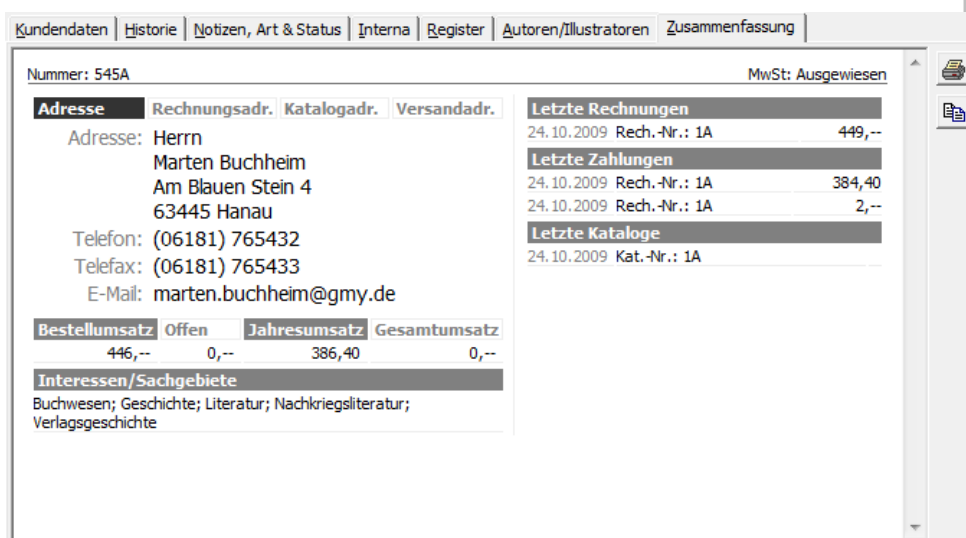 Kundendaten Historie Notizen, Art & Status Interna Register Autoren/Illustratoren Zusammenfassung
Nummer: 545A MwSt: Ausgewiesen
Adresse Rechnungsadr. Katalogadr. Versandadr.
Adresse: Herrn
Marten Buchheim
Am Blauen Stein 4
63445 Hanau
Telefon: (06181) 765432
Telefax: (06181) 765433
E-Mail: marten.buchheim@gmy.de
Bestellumsatz Offen Jahresumsatz Gesamtumsatz
446,-- 0,-- 386,40 0,--
Interessen/Sachgebiete
Buchwesen; Geschichte; Literatur; Nachkriegsliteratur;
Verlagsgeschichte
Letzte Rechnungen
24.10.2009 Rech.-Nr.: 1A 449,--
Letzte Zahlungen
24.10.2009 Rech.-Nr.: 1A 384,40
24.10.2009 Rech.-Nr.: 1A 2,--
Letzte Kataloge
24.10.2009 Kat.-Nr.: 1A